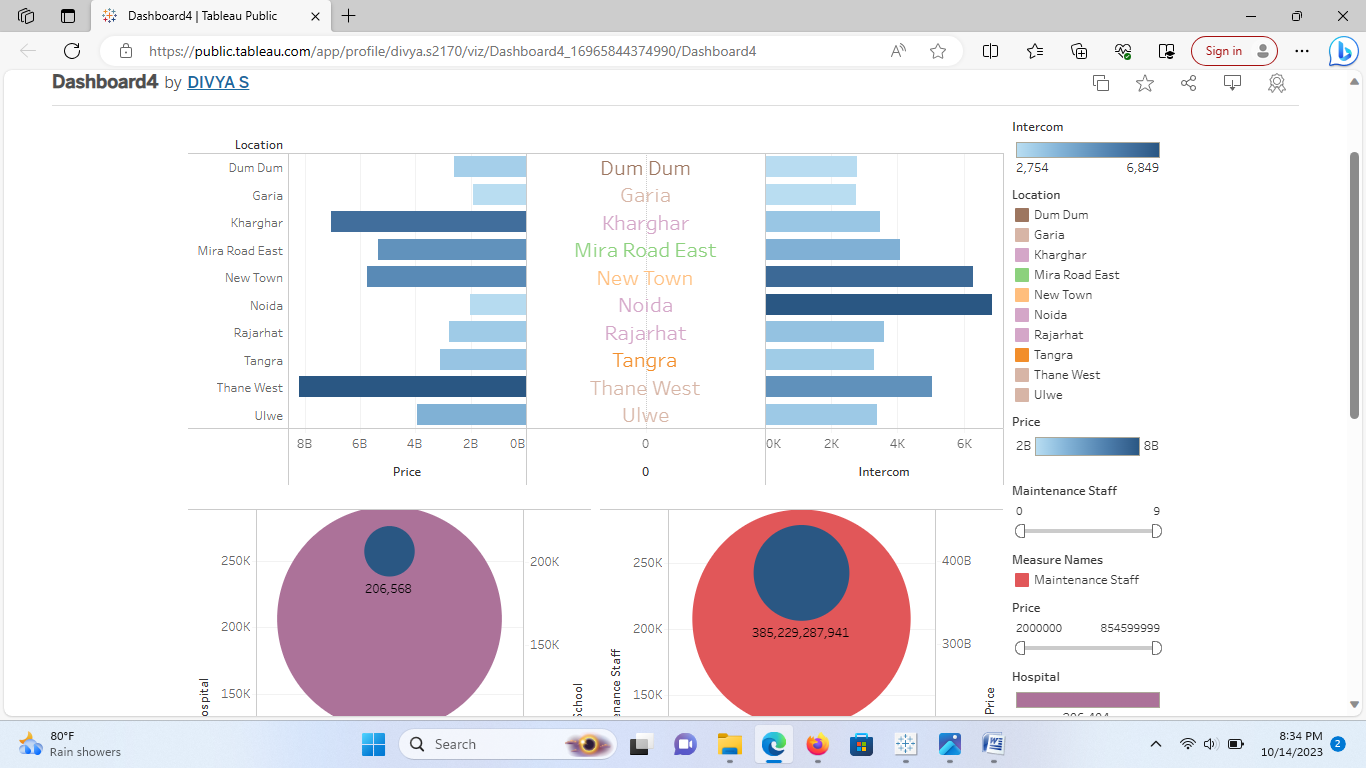 Dashboard4 | Tableau Public
https://public.tableau.com/app/profile/divya.s2170/viz/Dashboard4_16965844374990/Dashboard4
Sign in
Dashboard4 by DIVYA S
Location
Dum Dum
Garia
Kharghar
Mira Road East
New Town
Noida
Rajarhat
Tangra
Thane West
Ulwe
8B 6B 4B 2B 0B
Price
Dum Dum
Garia
Kharghar
Mira Road East
New Town
Noida
Rajarhat
Tangra
Thane West
Ulwe
0
0
0K 2K 4K 6K
Intercom
Intercom
2,754 6,849
Location
Dum Dum
Garia
Kharghar
Mira Road East
New Town
Noida
Rajarhat
Tangra
Thane West
Ulwe
Price
2B 8B
Maintenance Staff
0 9
Measure Names
Maintenance Staff
Price
2000000 854599999
Hospital
250K
200K
150K
ospital
206,568
200K
150K
School
250K
200K
150K
nance Staff
385,229,287,941
400B
300B
Price
80°F
Rain showers
Search
8:34 PM
10/14/2023
2